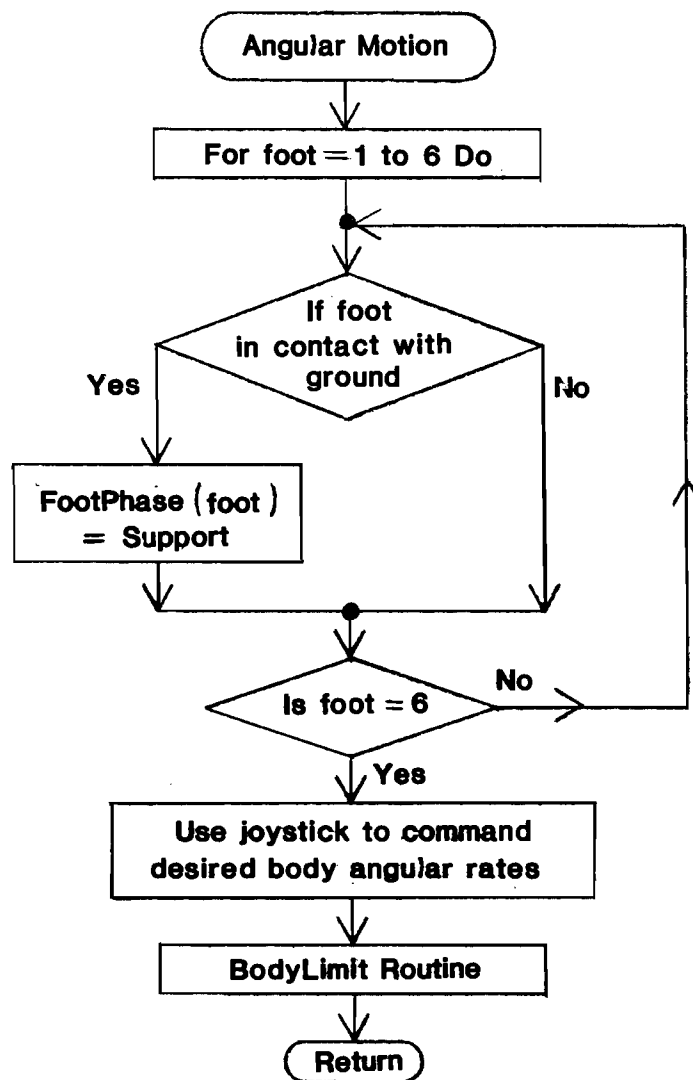 Angular Motion
For foot = 1 to 6 Do
If foot
in contact with
ground
Yes
No
FootPhase (foot)
= Support
Is foot = 6
No
Yes
Use joystick to command
desired body angular rates
BodyLimit Routine
Return